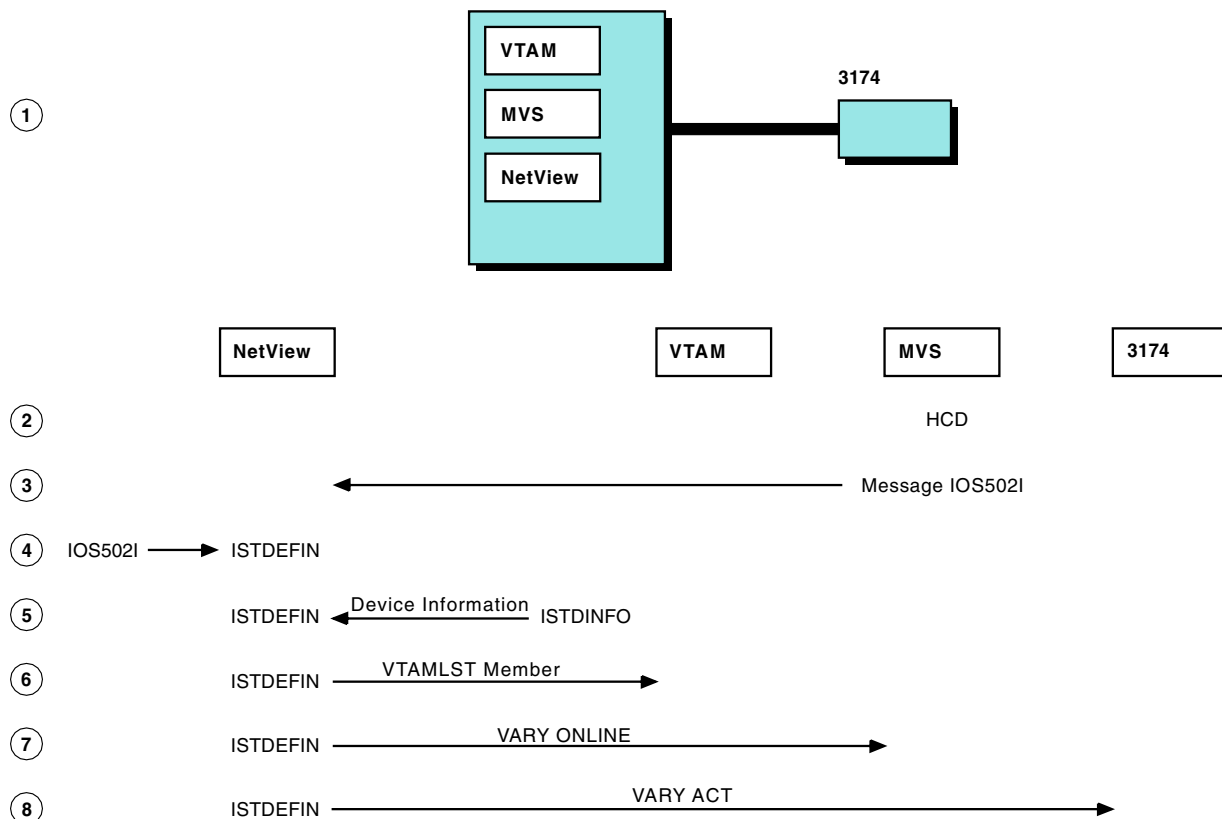 VTAM
3174
1
MVS
NetView
NetView VTAM MVS 3174
2 HCD
3 Message IOS502I
4 IOS502I ISTDEFIN
5 ISTDEFIN Device Information ISTDINFO
6 ISTDEFIN VTAMLST Member
7 ISTDEFIN VARY ONLINE
8 ISTDEFIN VARY ACT